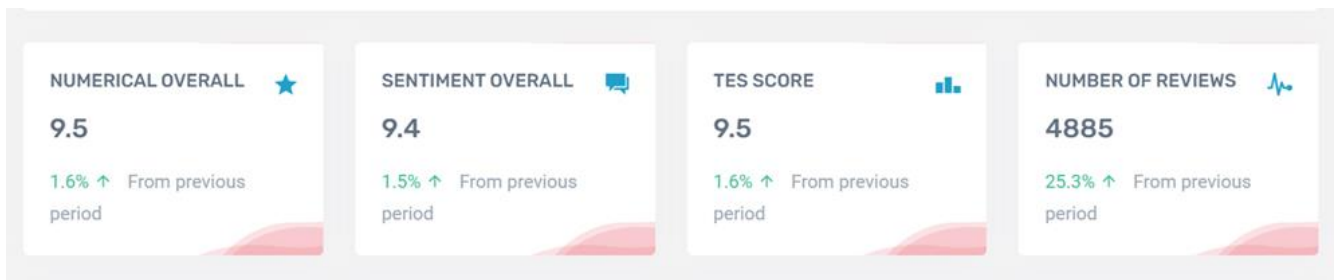 NUMERICAL OVERALL
9.5
1.6% ↑ From previous
period
SENTIMENT OVERALL
9.4
1.5% ↑ From previous
period
TES SCORE
9.5
1.6% ↑ From previous
period
NUMBER OF REVIEWS
4885
25.3% ↑ From previous
period